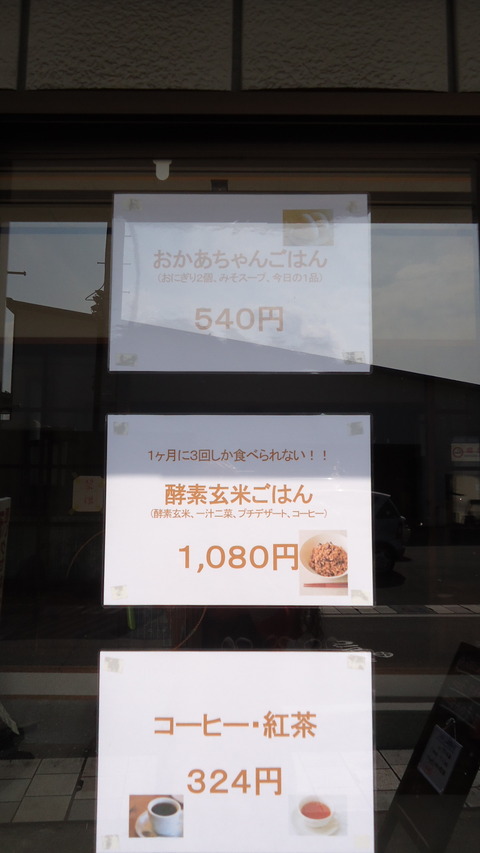 おかあちゃんごはん
（おにぎり2個、みそスープ、今日の1品）
540円
1ヶ月に3回しか食べられない！！
酵素玄米ごはん
（酵素玄米、一汁二菜、プチデザート、コーヒー）
1,080円
コーヒー・紅茶
324円